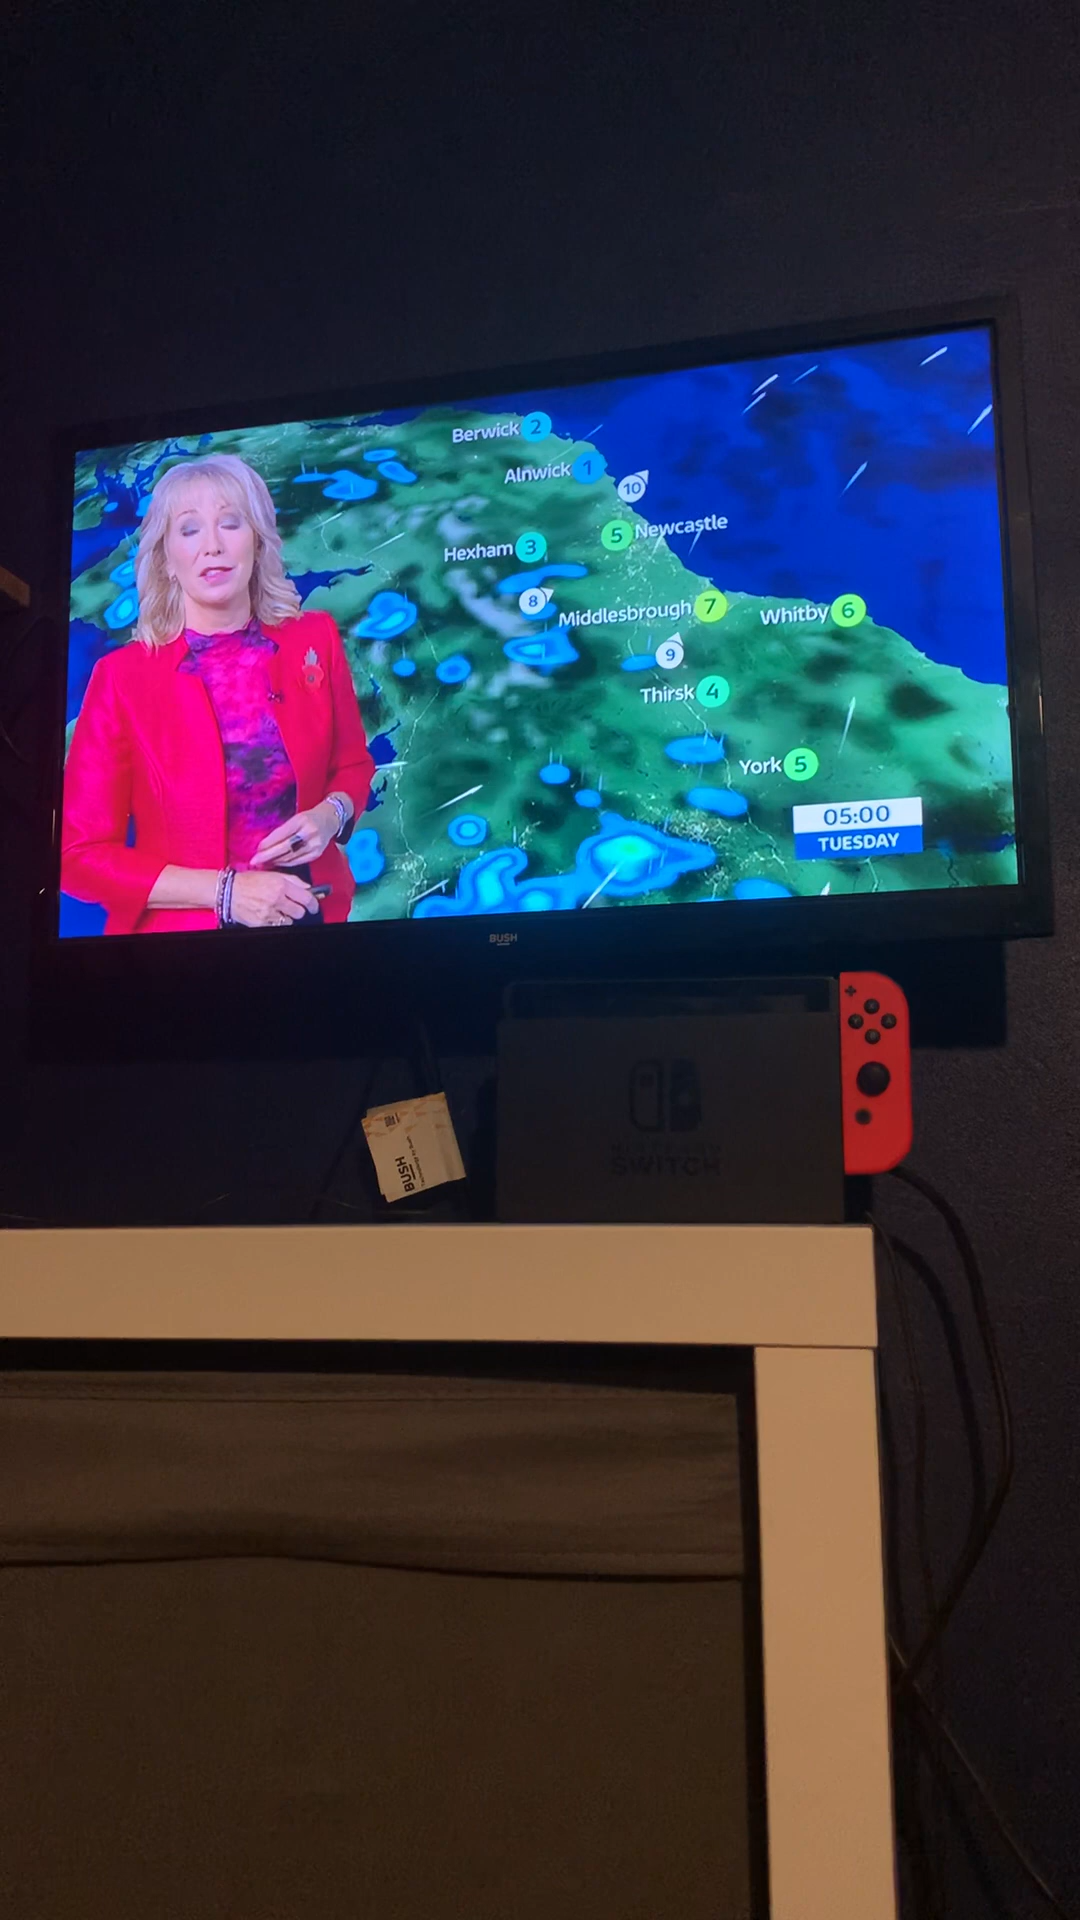 Berwick 2
Alnwick 1
10
5 Newcastle
Hexham 3
8
Middlesbrough 7
Whitby 6
9
Thirsk 4
York 5
05:00
TUESDAY
BUSH
BUSH
NINTENDO
SWITCH